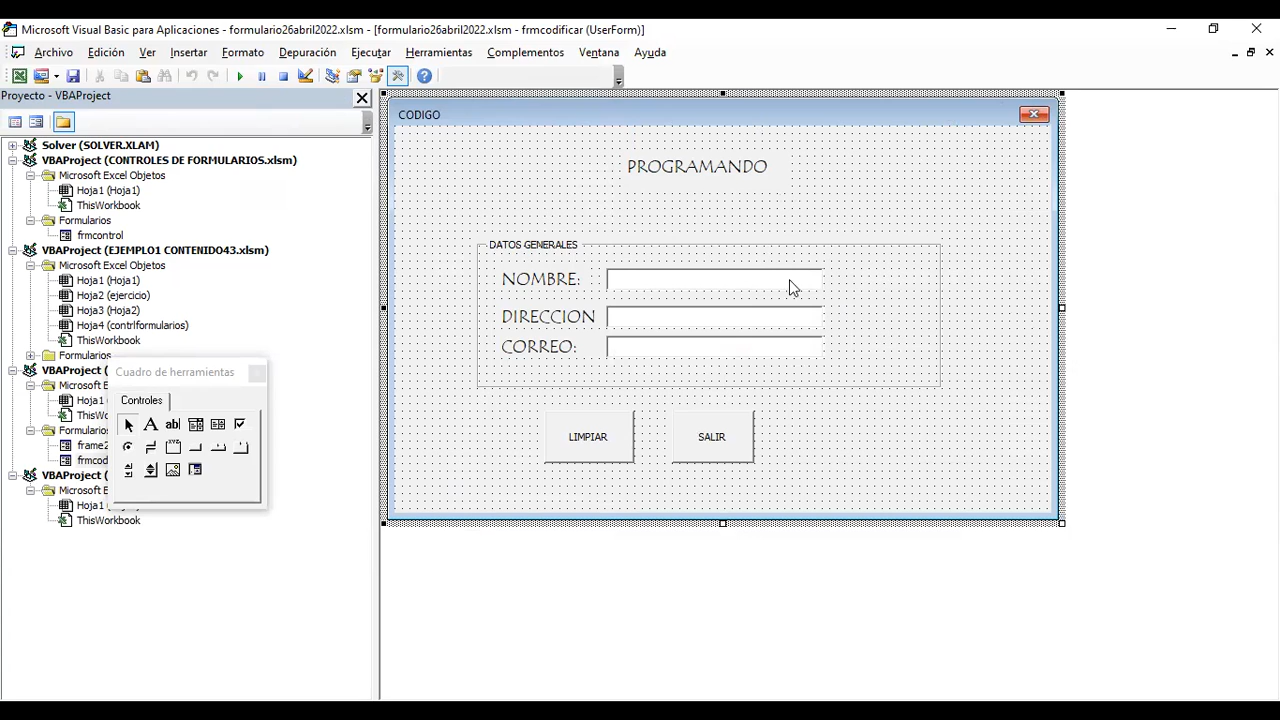 Microsoft Visual Basic para Aplicaciones - formulario26abril2022.xlsm - [formulario26abril2022.xlsm - frmcodificar (UserForm)]
Archivo Edición Ver Insertar Formato Depuración Ejecutar Herramientas Complementos Ventana Ayuda
Proyecto - VBAProject
Solver (SOLVER.XLAM)
VBAProject (CONTROLES DE FORMULARIOS.xlsm)
Microsoft Excel Objetos
Hoja1 (Hoja1)
ThisWorkbook
Formularios
frmcontrol
VBAProject (EJEMPLO1 CONTENIDO43.xlsm)
Microsoft Excel Objetos
Hoja1 (Hoja1)
Hoja2 (ejercicio)
Hoja3 (Hoja2)
Hoja4 (contrlformularios)
ThisWorkbook
Formularios
VBAProject (
Microsoft E
Hoja1
ThisWo
Formularios
frame2
frmcod
VBAProject (
Microsoft E
Hoja1
ThisWorkbook
Cuadro de herramientas
Controles
A
ab
CODIGO
PROGRAMANDO
DATOS GENERALES
NOMBRE:
DIRECCION
CORREO:
LIMPIAR
SALIR